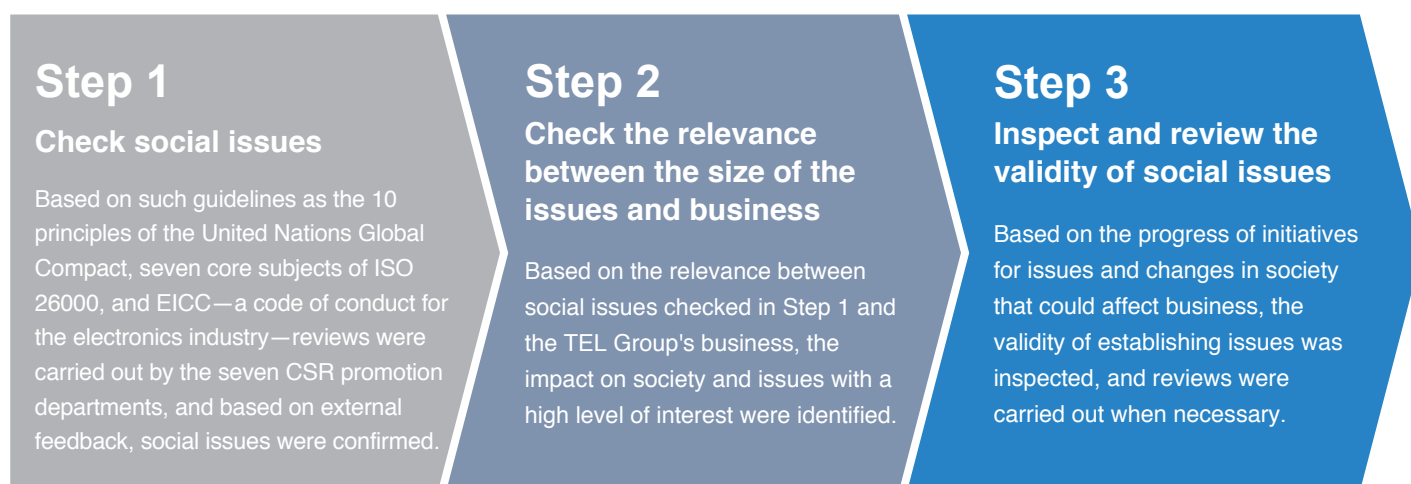 Step 1
Check social issues
Based on such guidelines as the 10
principles of the United Nations Global
Compact, seven core subjects of ISO
26000, and EICC—a code of conduct for
the electronics industry—reviews were
carried out by the seven CSR promotion
departments, and based on external
feedback, social issues were confirmed.
Step 2
Check the relevance
between the size of the
issues and business
Based on the relevance between
social issues checked in Step 1 and
the TEL Group's business, the
impact on society and issues with a
high level of interest were identified.
Step 3
Inspect and review the
validity of social issues
Based on the progress of initiatives
for issues and changes in society
that could affect business, the
validity of establishing issues was
inspected, and reviews were
carried out when necessary.